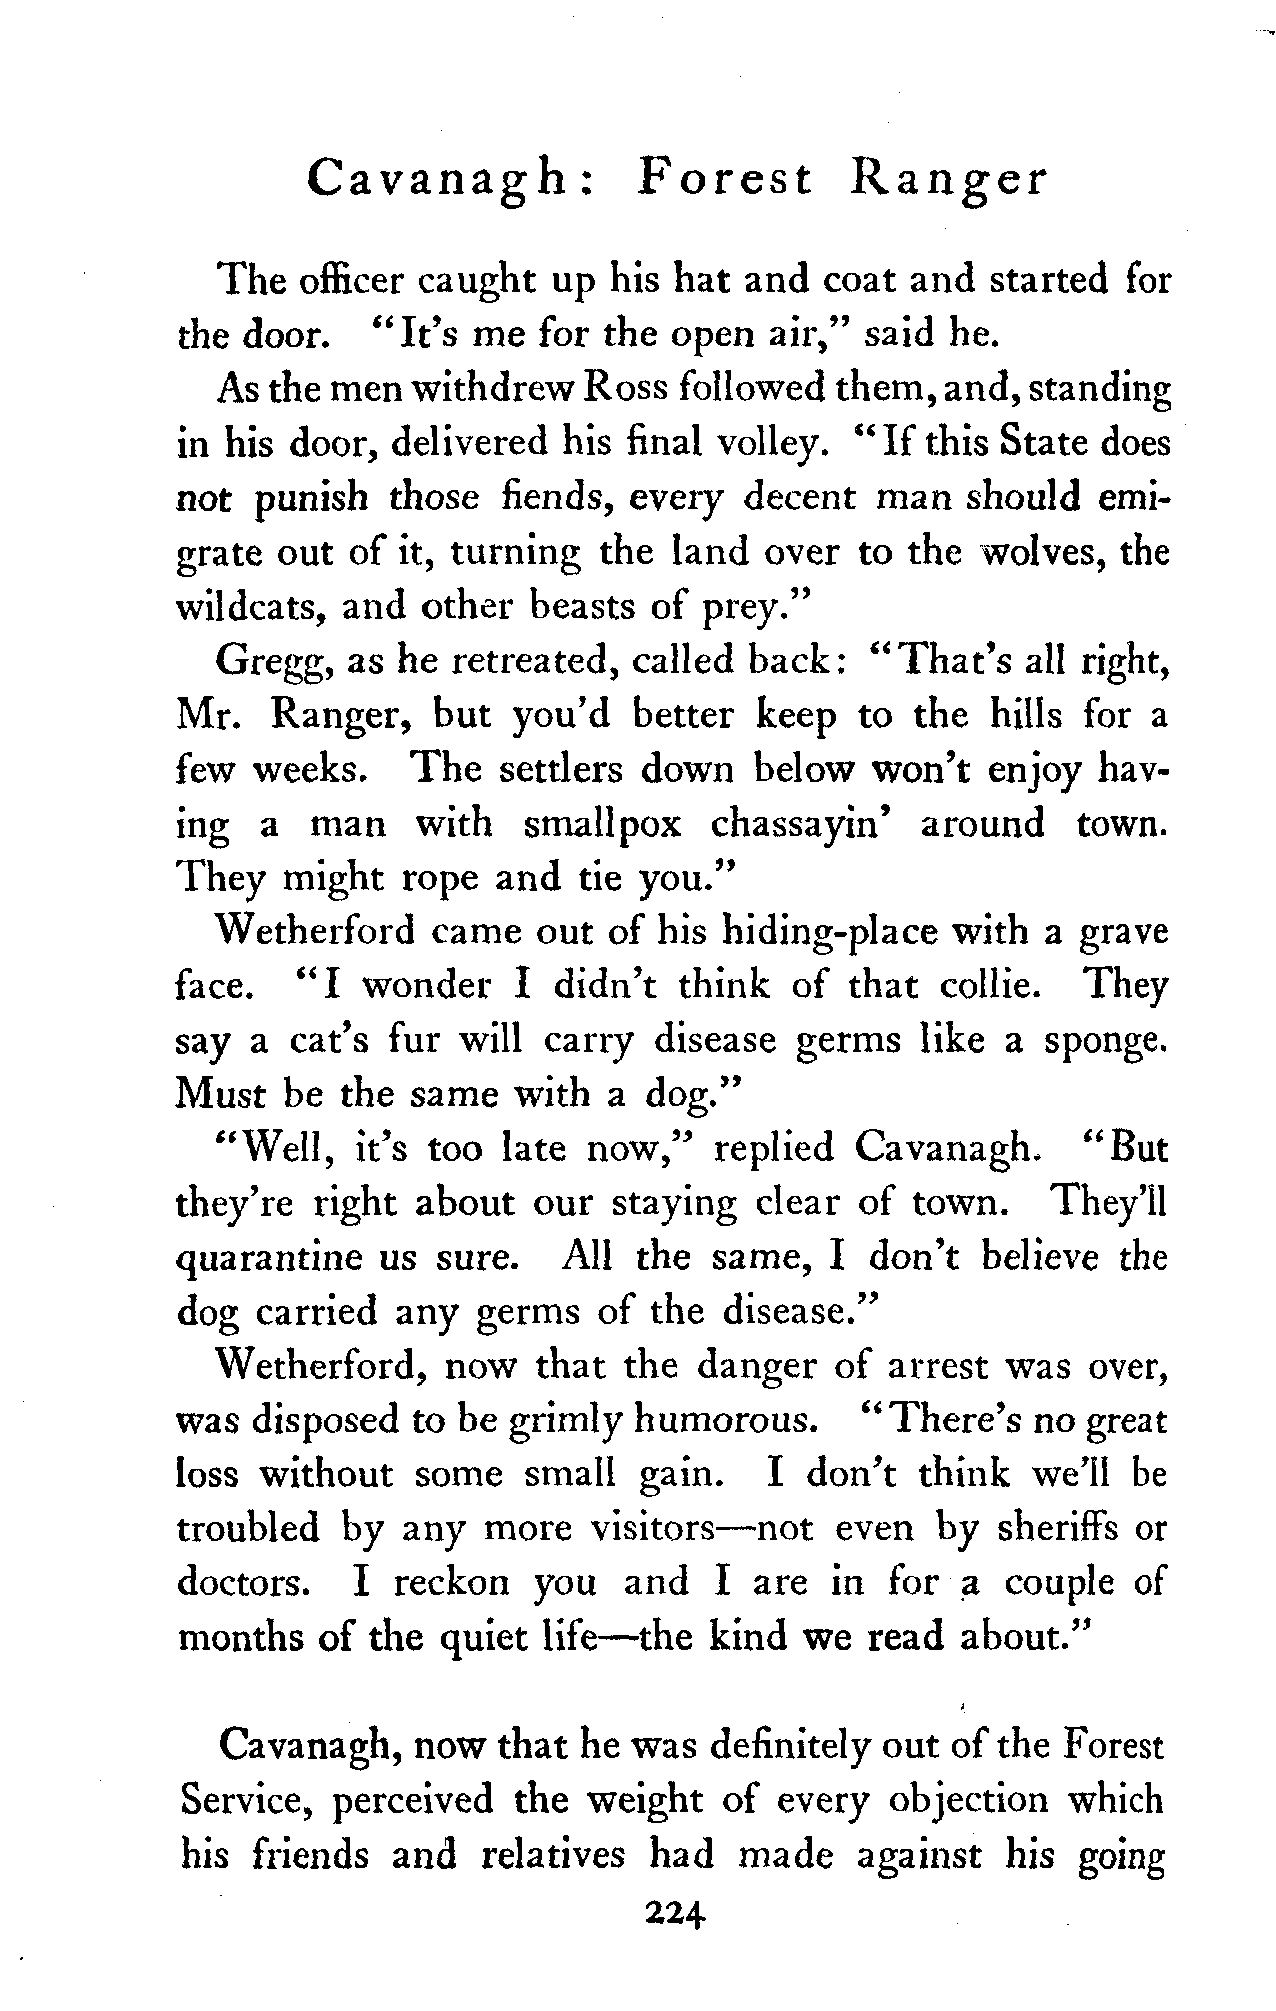 Cavanagh: Forest Ranger
The officer caught up his hat and coat and started for
the door. "It's me for the open air," said he.
As the men withdrew Ross followed them, and, standing
in his door, delivered his final volley. "If this State does
not punish those fiends, every decent man should emi-
grate out of it, turning the land over to the wolves, the
wildcats, and other beasts of prey."
Gregg, as he retreated, called back: "That's all right,
Mr. Ranger, but you'd better keep to the hills for a
few weeks. The settlers down below won't enjoy hav-
ing a man with smallpox chassayin' around town.
They might rope and tie you."
Wetherford came out of his hiding-place with a grave
face. "I wonder I didn't think of that collie. They
say a cat's fur will carry disease germs like a sponge.
Must be the same with a dog."
"Well, it's too late now," replied Cavanagh. "But
they're right about our staying clear of town. They'll
quarantine us sure. All the same, I don't believe the
dog carried any germs of the disease."
Wetherford, now that the danger of arrest was over,
was disposed to be grimly humorous. "There's no great
loss without some small gain. I don't think we'll be
troubled by any more visitors—not even by sheriffs or
doctors. I reckon you and I are in for a couple of
months of the quiet life—the kind we read about."
Cavanagh, now that he was definitely out of the Forest
Service, perceived the weight of every objection which
his friends and relatives had made against his going
224